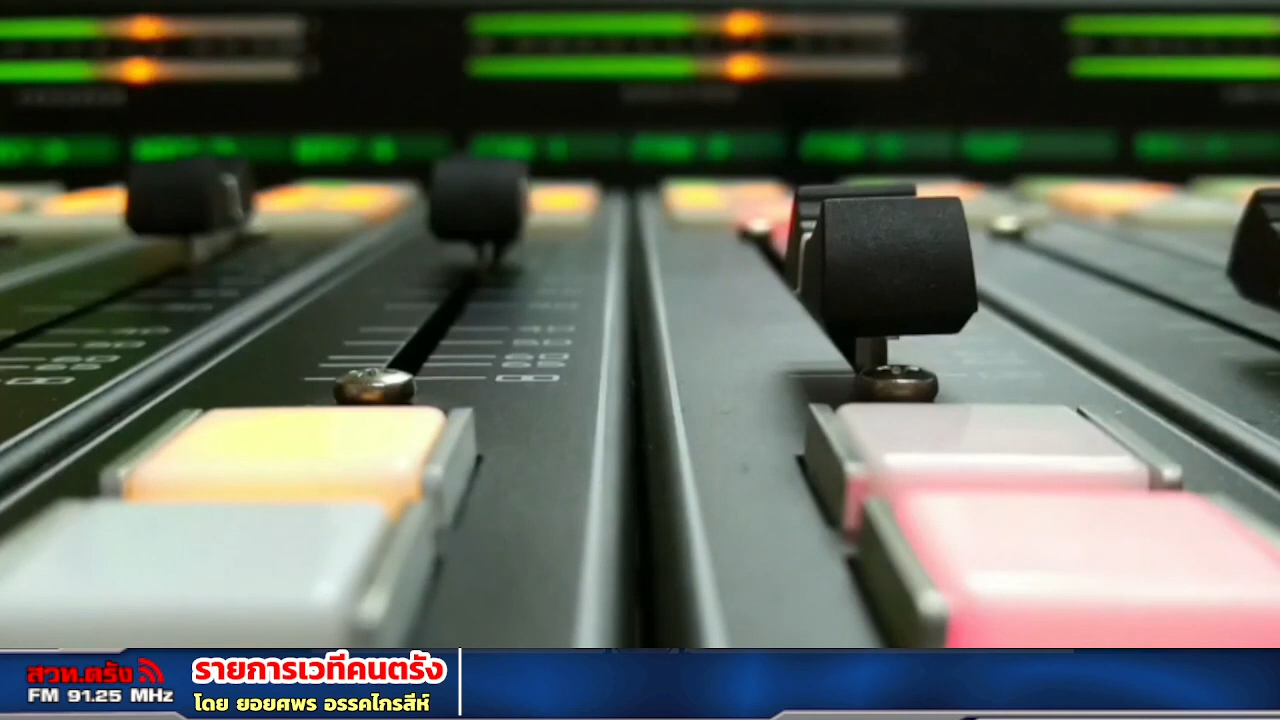 สวท.ตรัง
FM 91.25 MHz
รายการเวทีคนตรัง
โดย ยอยศพร อรรคไกรสีห์